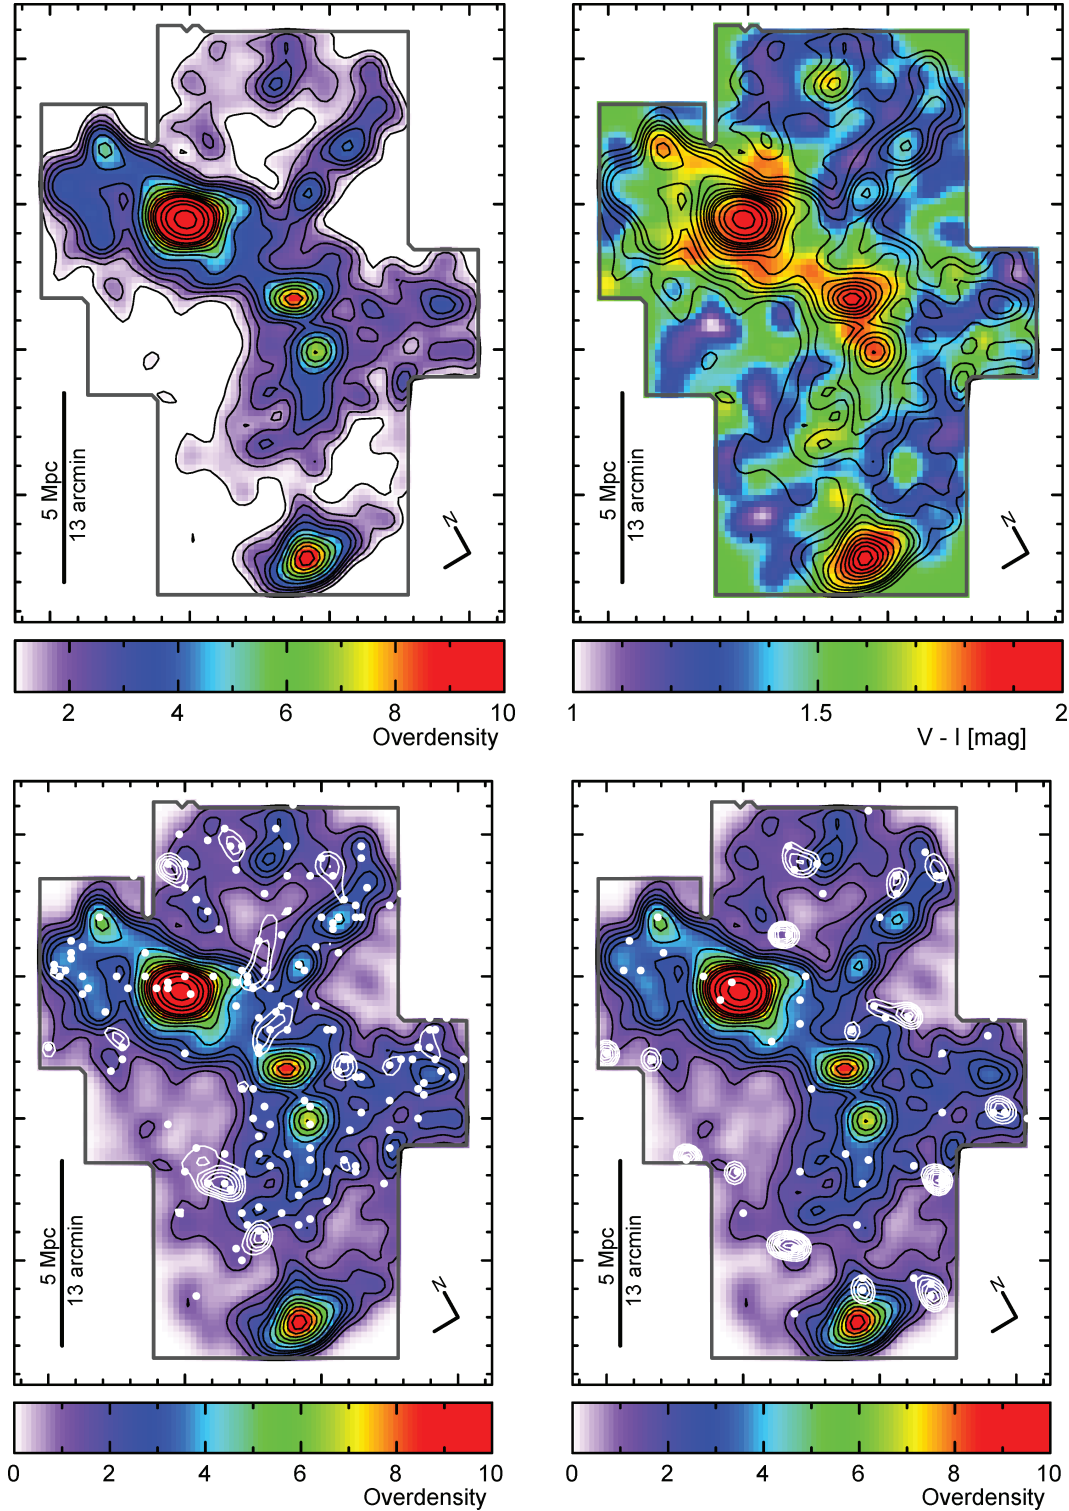 5 Mpc
13 arcmin
N
2 4 6 8 10
Overdensity
5 Mpc
13 arcmin
N
1 1.5 2
V - I [mag]
5 Mpc
13 arcmin
N
0 2 4 6 8 10
Overdensity
5 Mpc
13 arcmin
N
0 2 4 6 8 10
Overdensity